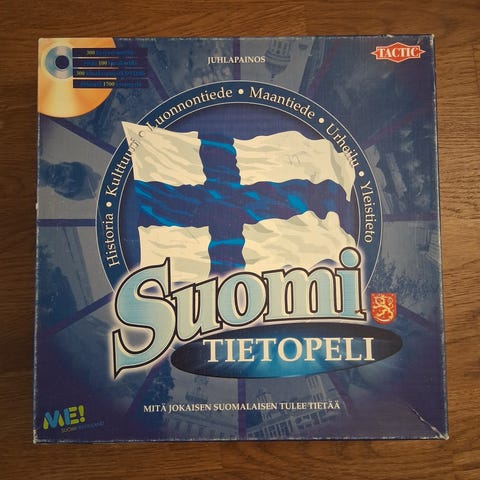 JUHLAPAINOS
TACTIC
Historia • Kulttuuri • Luonnontiede • Maantiede • Urheilu • Yleistieto
Suomi
TIETOPELI
MITÄ JOKAISEN SUOMALAISEN TULEE TIETÄÄ
ME!